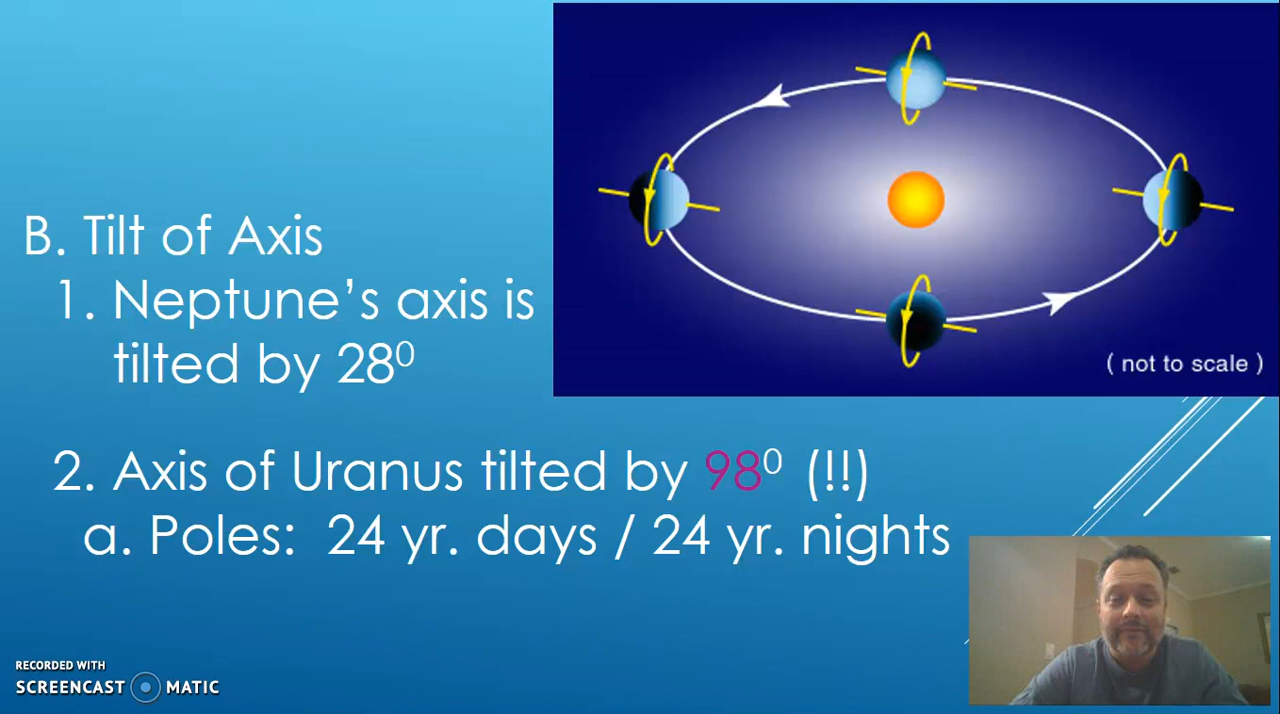 B. Tilt of Axis
1. Neptune’s axis is
tilted by 28⁰
2. Axis of Uranus tilted by 98⁰ (!!)
a. Poles: 24 yr. days / 24 yr. nights
( not to scale )
RECORDED WITH
SCREENCAST MATIC